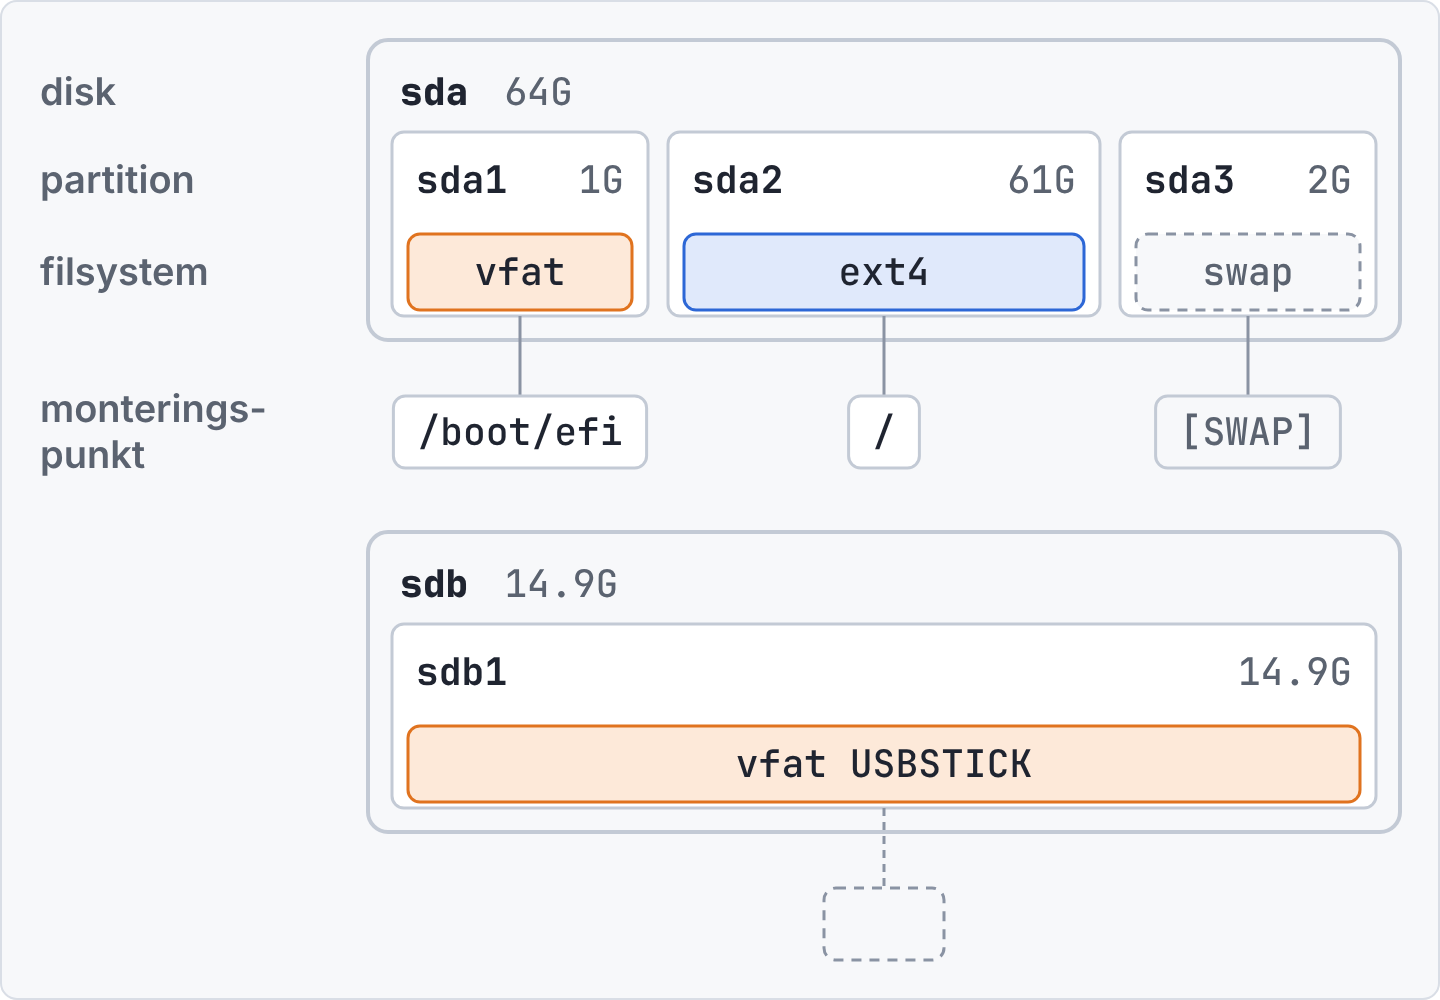 disk
sda 64G
partition
sda1 1G
sda2 61G
sda3 2G
filsystem
vfat
ext4
swap
monterings-
punkt
/boot/efi
/
[SWAP]
sdb 14.9G
sdb1 14.9G
vfat USBSTICK